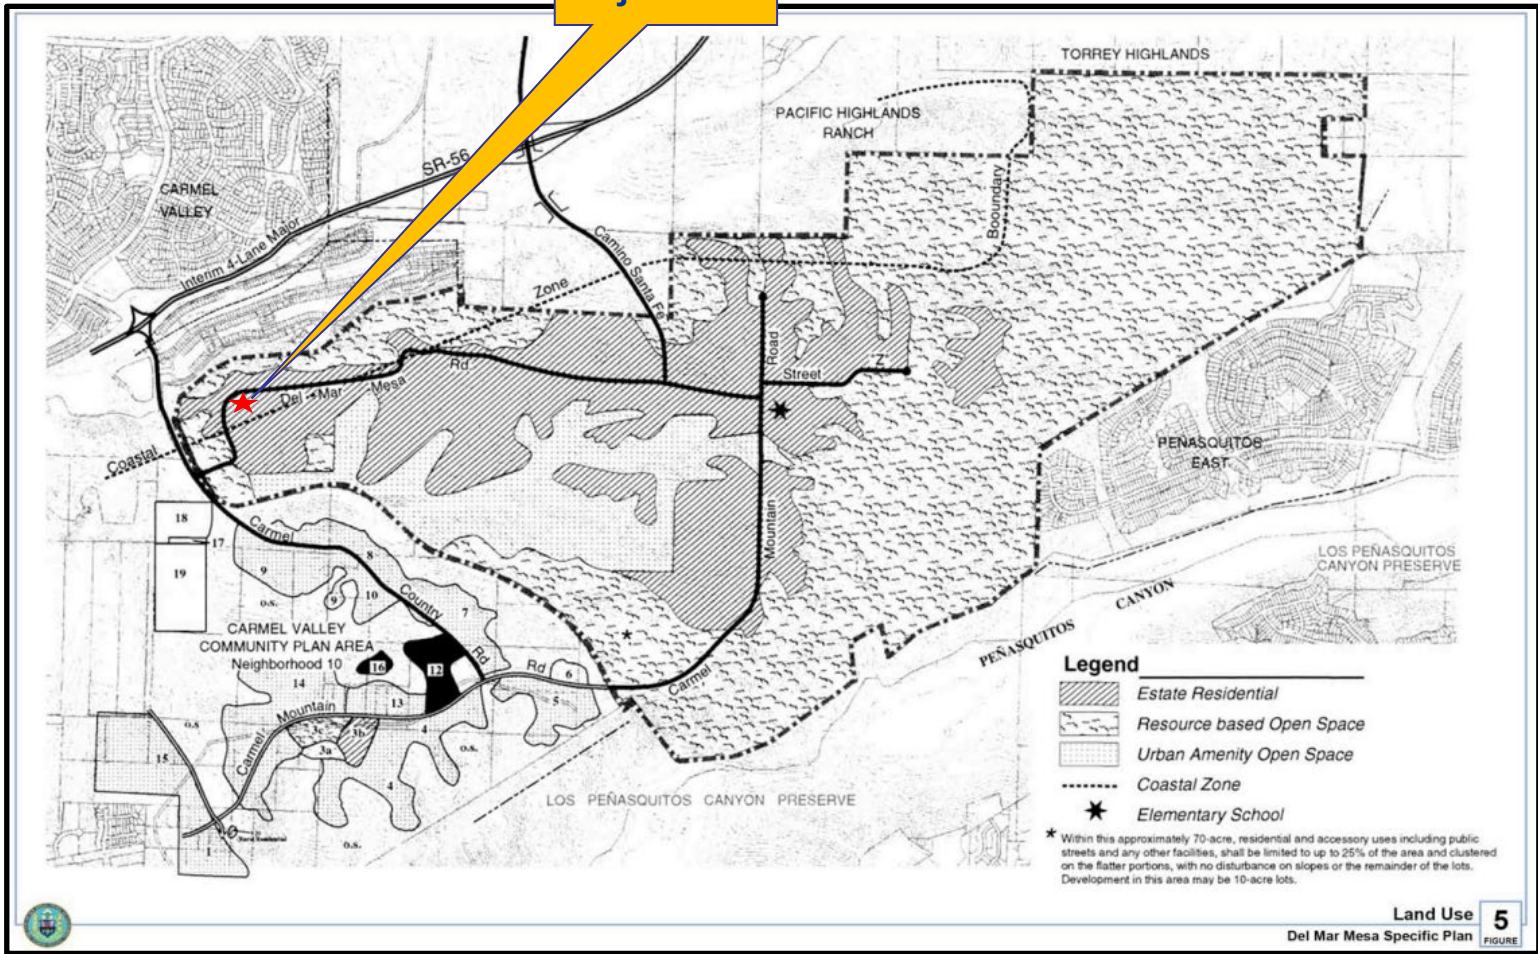 TORREY HIGHLANDS
PACIFIC HIGHLANDS
RANCH
SR-56
CARMEL
VALLEY
Interim 4-Lane Major
Camino Santa Fe
Booundary
Zone
Road
Rd
Street
"Z"
Del Mar Mesa
Coastal
PEÑASQUITOS
EAST
Mountain
18
17
19
Carmel
8
9
9
10
Country
7
o.s.
CARMEL VALLEY
COMMUNITY PLAN AREA
Neighborhood 10
Rd
16
12
14
13
Rd
6
5
Carmel
LOS PEÑASQUITOS
CANYON PRESERVE
PEÑASQUITOS
CANYON
Mountain
3c
3b
3a
4
o.s
o.s.
15
Carmel
4
1
o.s.
LOS PEÑASQUITOS CANYON PRESERVE
Legend
Estate Residential
Resource based Open Space
Urban Amenity Open Space
Coastal Zone
Elementary School
* Within this approximately 70-acre, residential and accessory uses including public
streets and any other facilities, shall be limited to up to 25% of the area and clustered
on the flatter portions, with no disturbance on slopes or the remainder of the lots.
Development in this area may be 10-acre lots.
Land Use
Del Mar Mesa Specific Plan
5
FIGURE